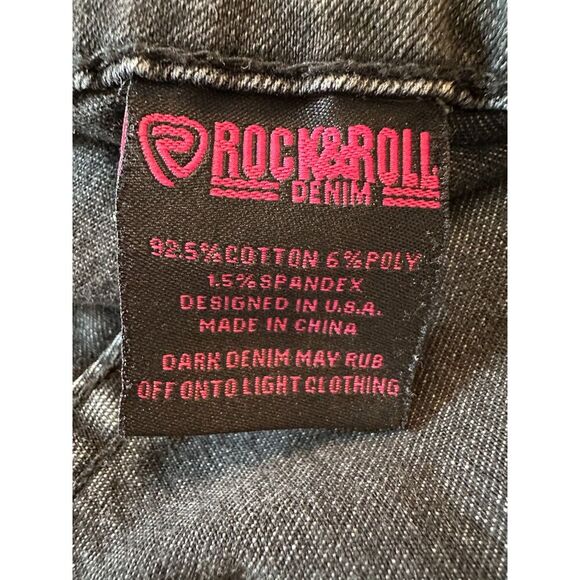 ROCK&ROLL
DENIM
92.5% COTTON 6% POLY
1.5% SPANDEX
DESIGNED IN U.S.A.
MADE IN CHINA
DARK DENIM MAY RUB
OFF ONTO LIGHT CLOTHING